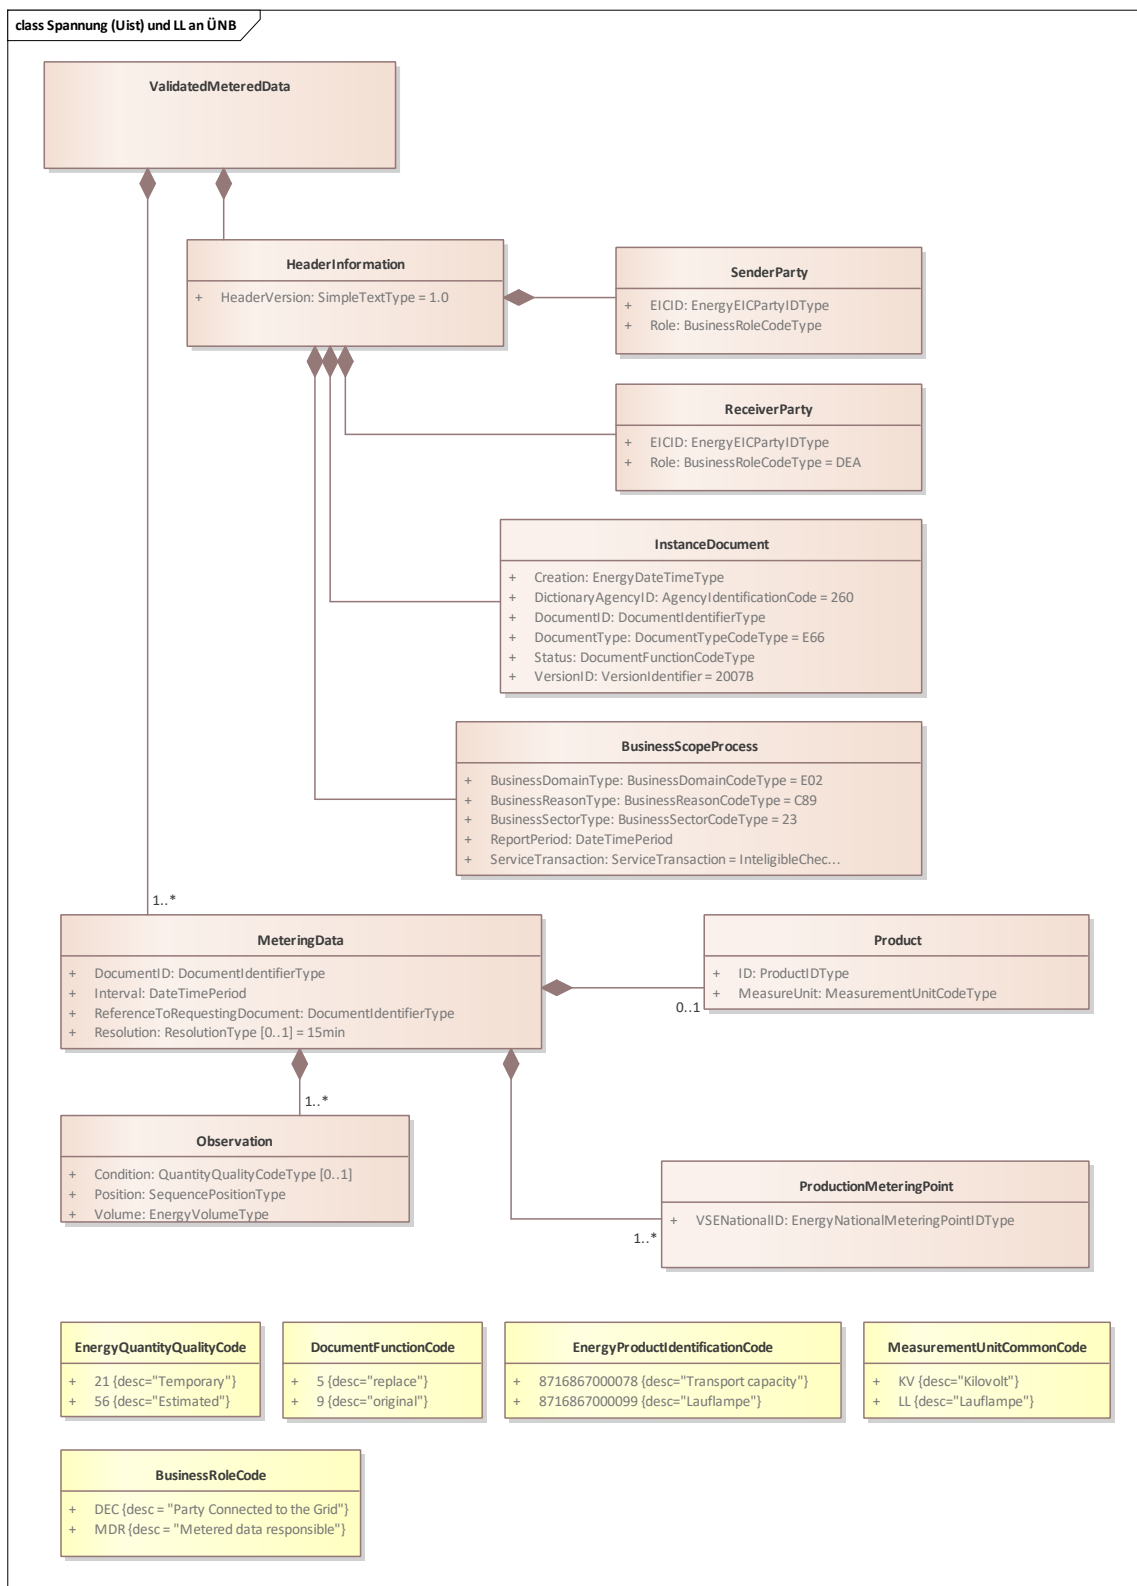 class Spannung (Uist) und LL an ÜNB
ValidatedMeteredData
HeaderInformation
+ HeaderVersion: SimpleTextType = 1.0
SenderParty
+ EICID: EnergyEICPartyIDType
+ Role: BusinessRoleCodeType
ReceiverParty
+ EICID: EnergyEICPartyIDType
+ Role: BusinessRoleCodeType = DEA
InstanceDocument
+ Creation: EnergyDateTimeType
+ DictionaryAgencyID: AgencyIdentificationCode = 260
+ DocumentID: DocumentIdentifierType
+ DocumentType: DocumentTypeCodeType = E66
+ Status: DocumentFunctionCodeType
+ VersionID: VersionIdentifier = 2007B
BusinessScopeProcess
+ BusinessDomainType: BusinessDomainCodeType = E02
+ BusinessReasonType: BusinessReasonCodeType = C89
+ BusinessSectorType: BusinessSectorCodeType = 23
+ ReportPeriod: DateTimePeriod
+ ServiceTransaction: ServiceTransaction = InteligibleChec...
1..*
MeteringData
+ DocumentID: DocumentIdentifierType
+ Interval: DateTimePeriod
+ ReferenceToRequestingDocument: DocumentIdentifierType
+ Resolution: ResolutionType [0..1] = 15min
Product
+ ID: ProductIDType
+ MeasureUnit: MeasurementUnitCodeType
0..1
1..*
Observation
+ Condition: QuantityQualityCodeType [0..1]
+ Position: SequencePositionType
+ Volume: EnergyVolumeType
ProductionMeteringPoint
+ VSENationalID: EnergyNationalMeteringPointIDType
1..*
EnergyQuantityQualityCode
+ 21 {desc="Temporary"}
+ 56 {desc="Estimated"}
DocumentFunctionCode
+ 5 {desc="replace"}
+ 9 {desc="original"}
EnergyProductIdentificationCode
+ 8716867000078 {desc="Transport capacity"}
+ 8716867000099 {desc="Lauflampe"}
MeasurementUnitCommonCode
+ KV {desc="Kilovolt"}
+ LL {desc="Lauflampe"}
BusinessRoleCode
+ DEC {desc = "Party Connected to the Grid"}
+ MDR {desc = "Metered data responsible"}